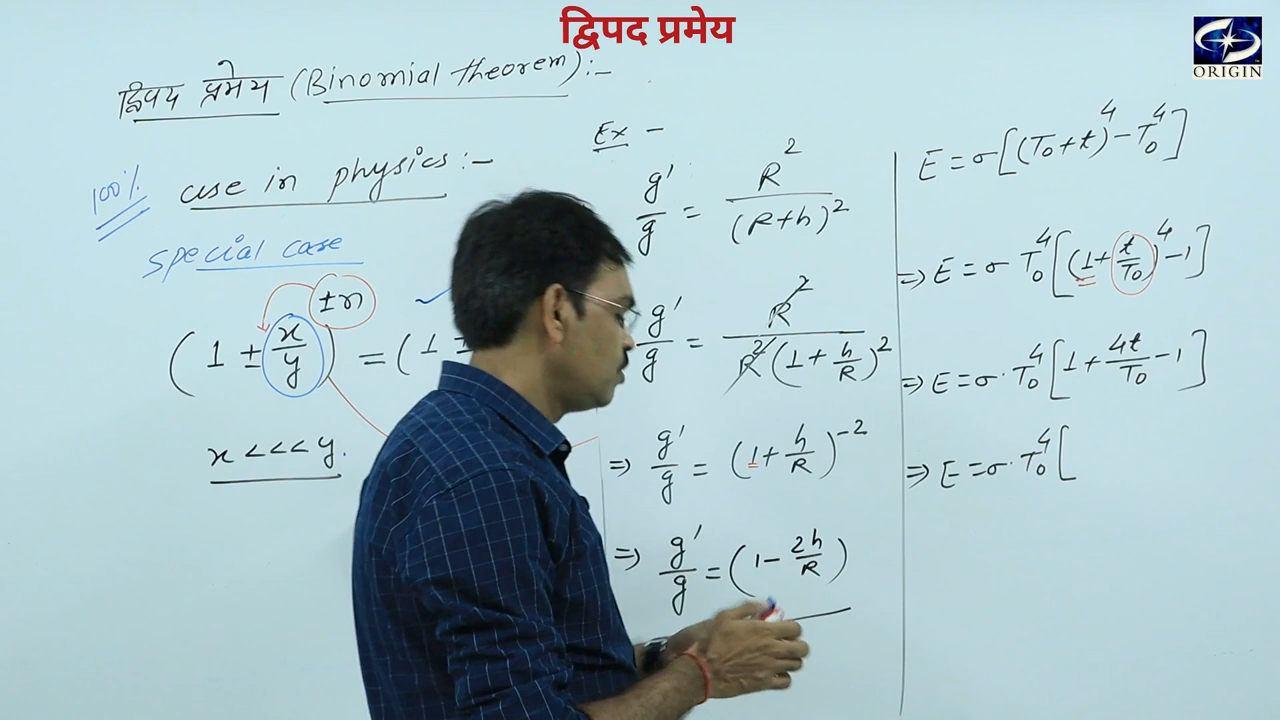 द्विपद प्रमेय
ORIGIN
द्विपद प्रमेय (Binomial theorem):-
100%
use in physics:-
special case
(1 ± x/y)^±n = (1 ±
x <<< y.
Ex -
g'/g = R²/(R+h)²
g'/g = R²/R²(1 + h/R)²
⇒ g'/g = (1 + h/R)^-2
⇒ g'/g = (1 - 2h/R)
E = σ[(T₀+t)⁴ - T₀⁴]
⇒ E = σ T₀⁴[(1 + t/T₀)⁴ - 1]
⇒ E = σ · T₀⁴[1 + 4t/T₀ - 1]
⇒ E = σ · T₀⁴[